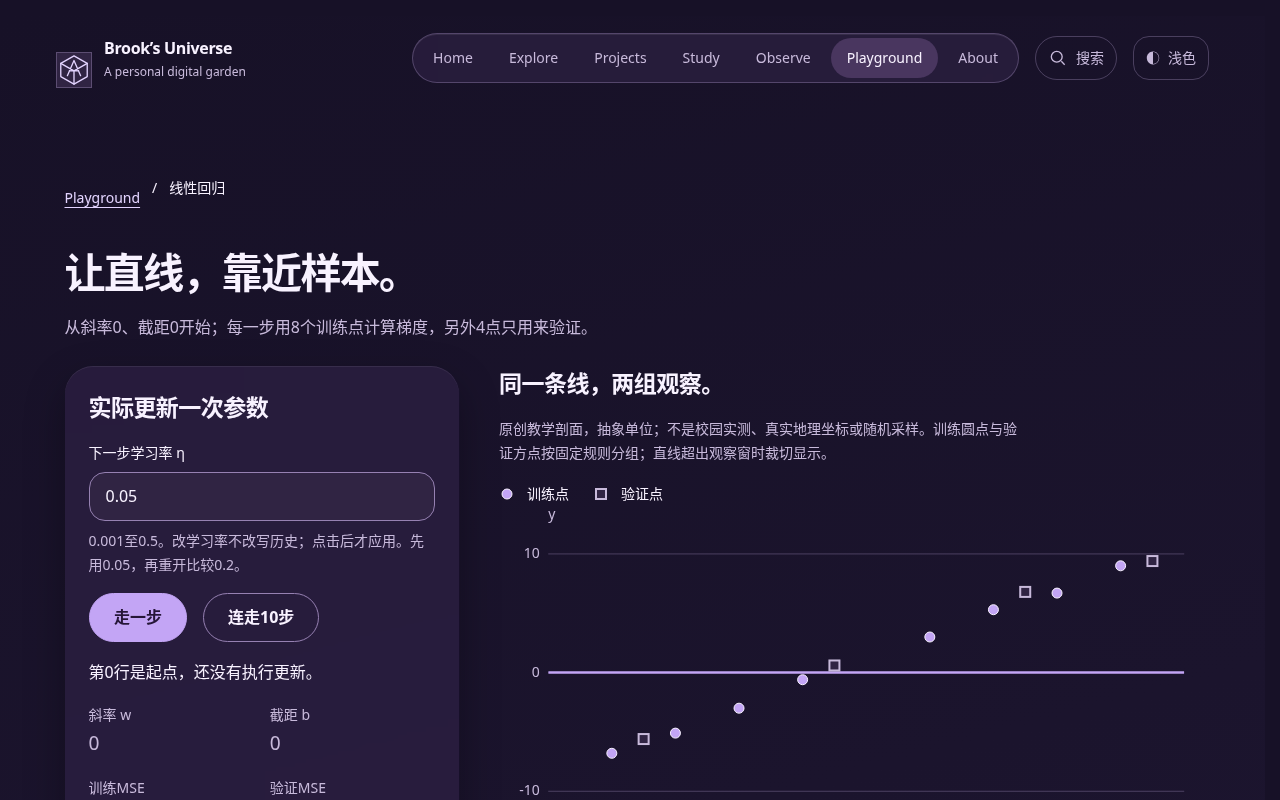 Brook’s Universe
A personal digital garden
Home
Explore
Projects
Study
Observe
Playground
About
搜索
浅色
Playground / 线性回归
让直线，靠近样本。
从斜率0、截距0开始；每一步用8个训练点计算梯度，另外4点只用来验证。
实际更新一次参数
下一步学习率 η
0.05
0.001至0.5。改学习率不改写历史；点击后才应用。先
用0.05，再重开比较0.2。
走一步
连走10步
第0行是起点，还没有执行更新。
斜率 w
截距 b
0
0
训练MSE
验证MSE
同一条线，两组观察。
原创教学剖面，抽象单位；不是校园实测、真实地理坐标或随机采样。训练圆点与验
证方点按固定规则分组；直线超出观察窗时裁切显示。
训练点
验证点
y
10
0
-10